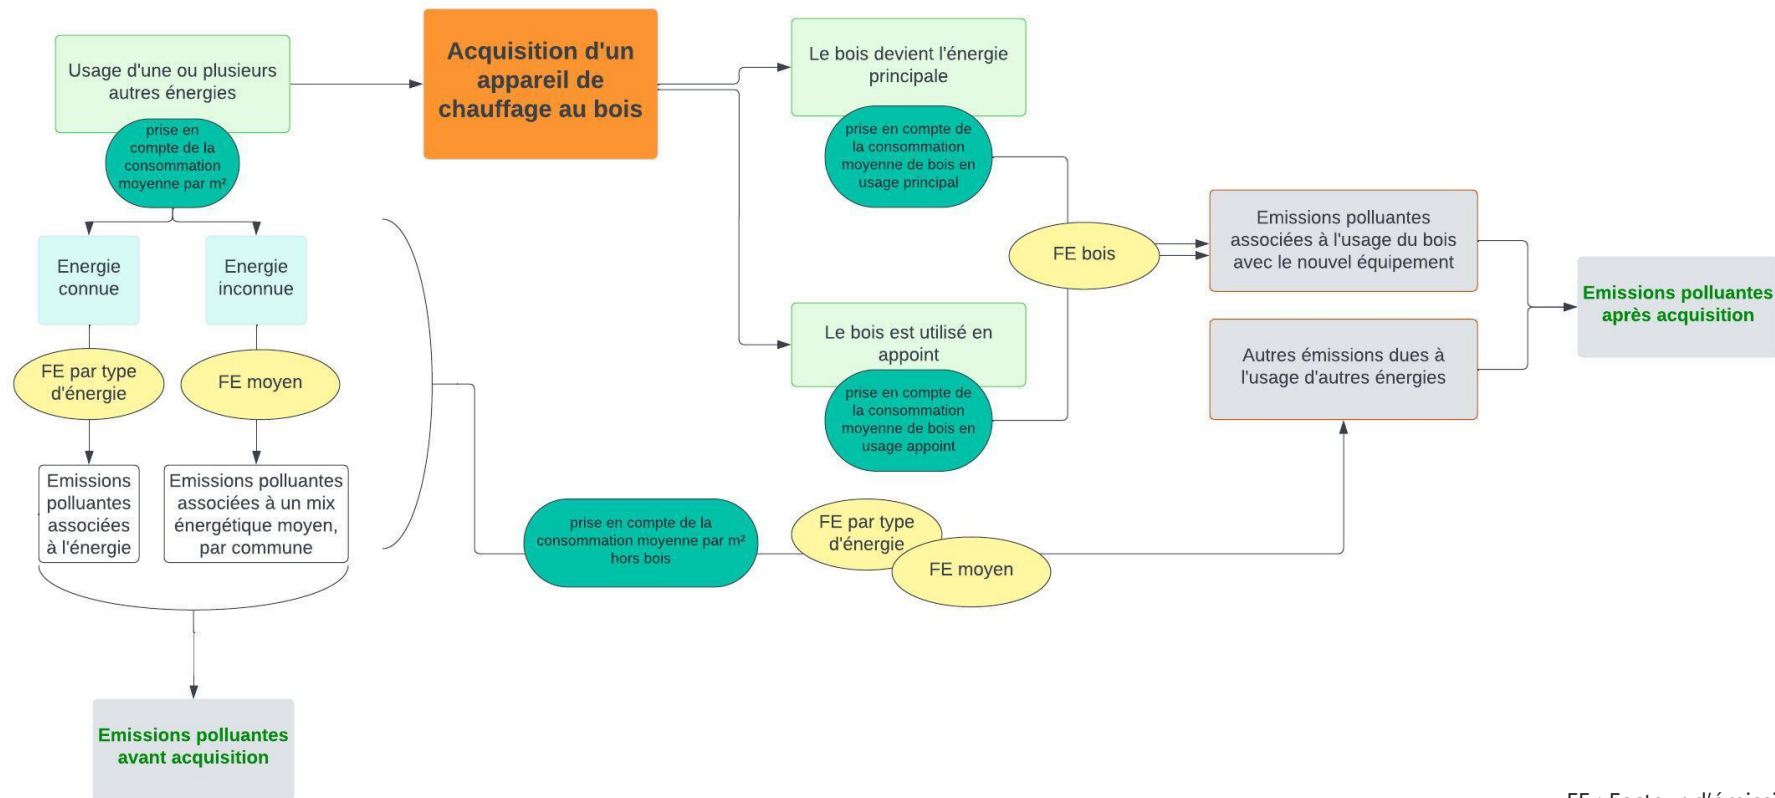 Usage d'une ou plusieurs
autres énergies
prise en
compte de la
consommation
moyenne par m²
Energie
connue
Energie
inconnue
FE par type
d'énergie
FE moyen
Emissions
polluantes
associées
à l'énergie
Emissions polluantes
associées à un mix
énergétique moyen,
par commune
Emissions polluantes
avant acquisition
Acquisition d'un
appareil de
chauffage au bois
Le bois devient l'énergie
principale
prise en compte de
la consommation
moyenne de bois en
usage principal
Le bois est utilisé en
appoint
prise en compte de
la consommation
moyenne de bois en
usage appoint
FE bois
prise en compte de la
consommation moyenne par m²
hors bois
FE par type
d'énergie
FE moyen
Emissions polluantes
associées à l'usage du bois
avec le nouvel équipement
Autres émissions dues à
l'usage d'autres énergies
Emissions polluantes
après acquisition